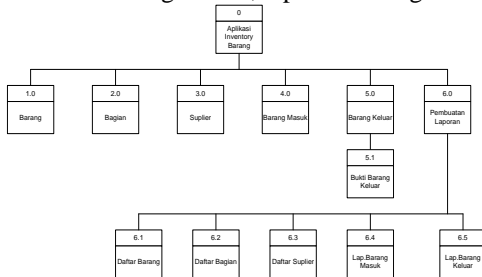 0
Aplikasi
Inventory
Barang
1.0
Barang
2.0
Bagian
3.0
Suplier
4.0
Barang Masuk
5.0
Barang Keluar
6.0
Pembuatan
Laporan
5.1
Bukti Barang
Keluar
6.1
Daftar Barang
6.2
Daftar Bagian
6.3
Daftar Suplier
6.4
Lap.Barang
Masuk
6.5
Lap.Barang
Keluar